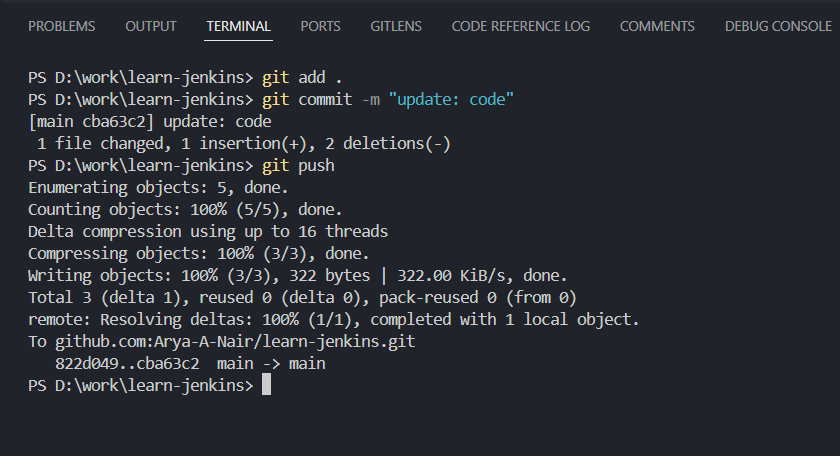 PROBLEMS OUTPUT TERMINAL PORTS GITLENS CODE REFERENCE LOG COMMENTS DEBUG CONSOLE
PS D:\work\learn-jenkins> git add .
PS D:\work\learn-jenkins> git commit -m "update: code"
[main cba63c2] update: code
 1 file changed, 1 insertion(+), 2 deletions(-)
PS D:\work\learn-jenkins> git push
Enumerating objects: 5, done.
Counting objects: 100% (5/5), done.
Delta compression using up to 16 threads
Compressing objects: 100% (3/3), done.
Writing objects: 100% (3/3), 322 bytes | 322.00 KiB/s, done.
Total 3 (delta 1), reused 0 (delta 0), pack-reused 0 (from 0)
remote: Resolving deltas: 100% (1/1), completed with 1 local object.
To github.com:Arya-A-Nair/learn-jenkins.git
   822d049..cba63c2  main -> main
PS D:\work\learn-jenkins>